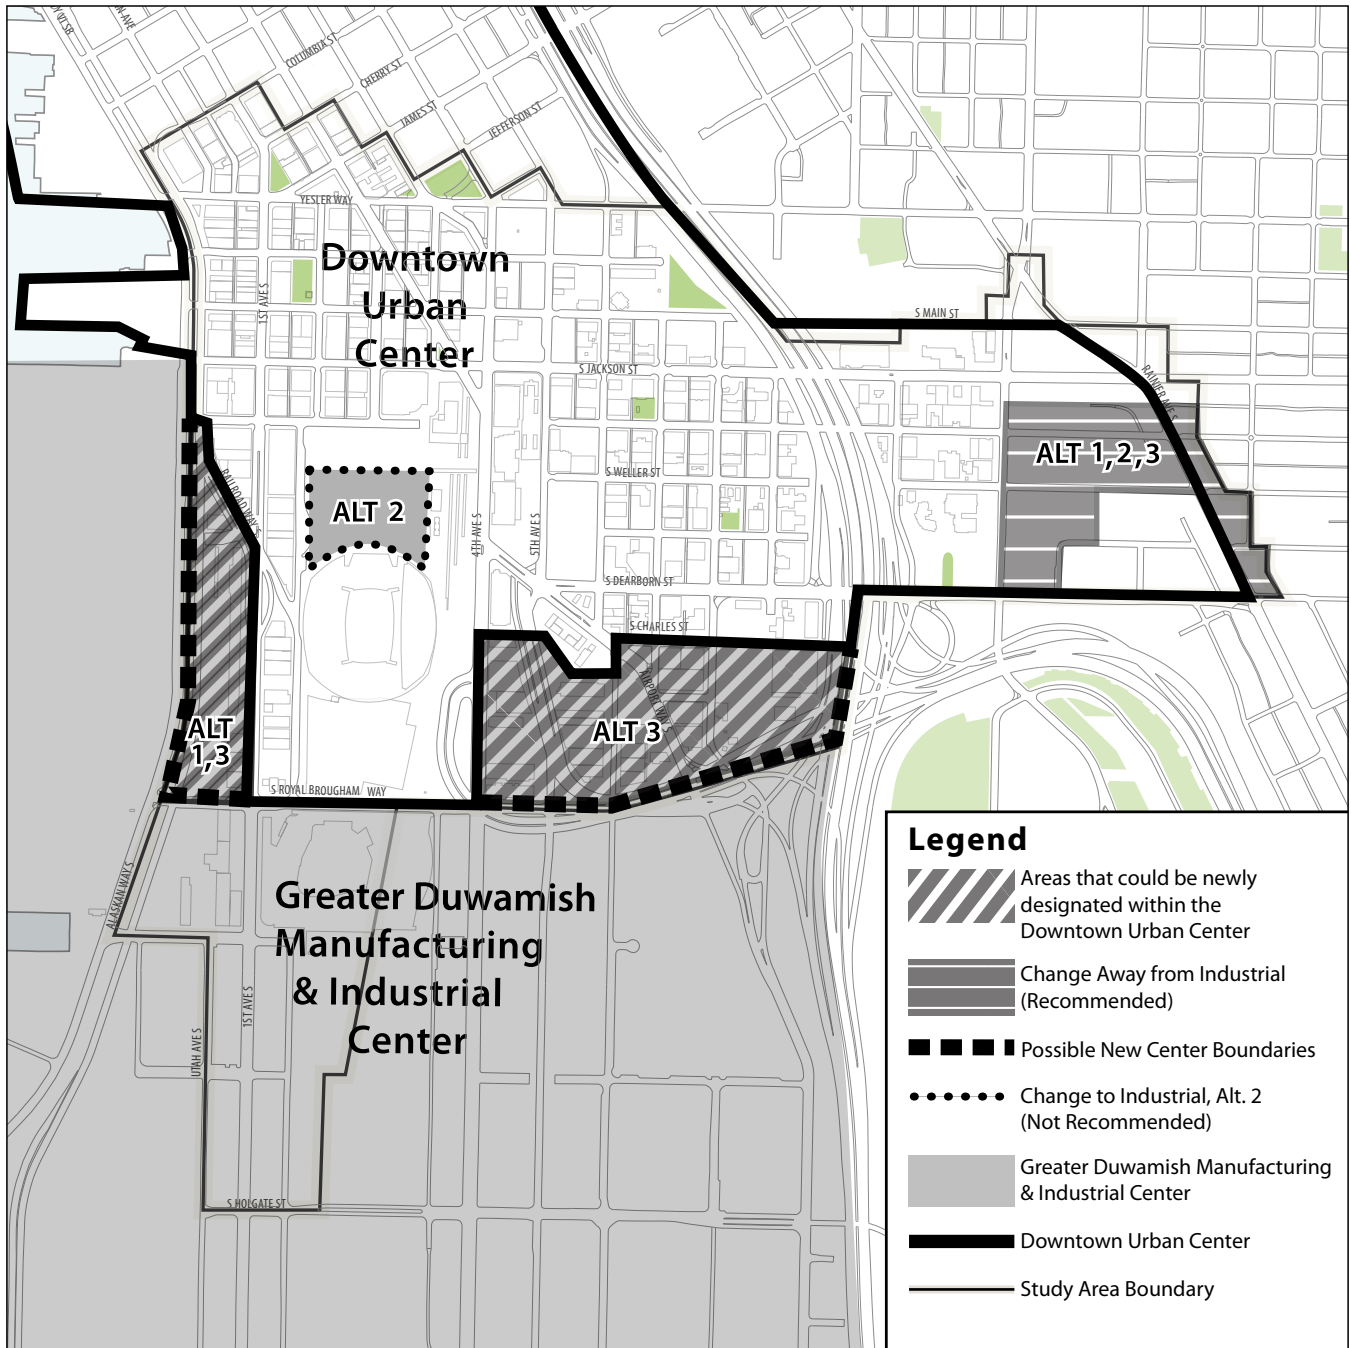 COLUMBIA ST
CHERRY ST
JAMES ST
JEFFERSON ST
YESLER WAY
Downtown
Urban
Center
1ST AVE S
S MAIN ST
S JACKSON ST
RAINIER AVE S
ALT 1,2,3
S WELLER ST
RAILROAD WAY S
ALT 2
4TH AVE S
5TH AVE S
S DEARBORN ST
S CHARLES ST
AIRPORT WAY S
ALT 3
ALT
1,3
S ROYAL BROUGHAM WAY
ALASKAN WAY S
Greater Duwamish
Manufacturing
& Industrial
Center
1ST AVE S
UTAH AVE S
S HOLGATE ST
Legend
Areas that could be newly
designated within the
Downtown Urban Center
Change Away from Industrial
(Recommended)
Possible New Center Boundaries
Change to Industrial, Alt. 2
(Not Recommended)
Greater Duwamish Manufacturing
& Industrial Center
Downtown Urban Center
Study Area Boundary